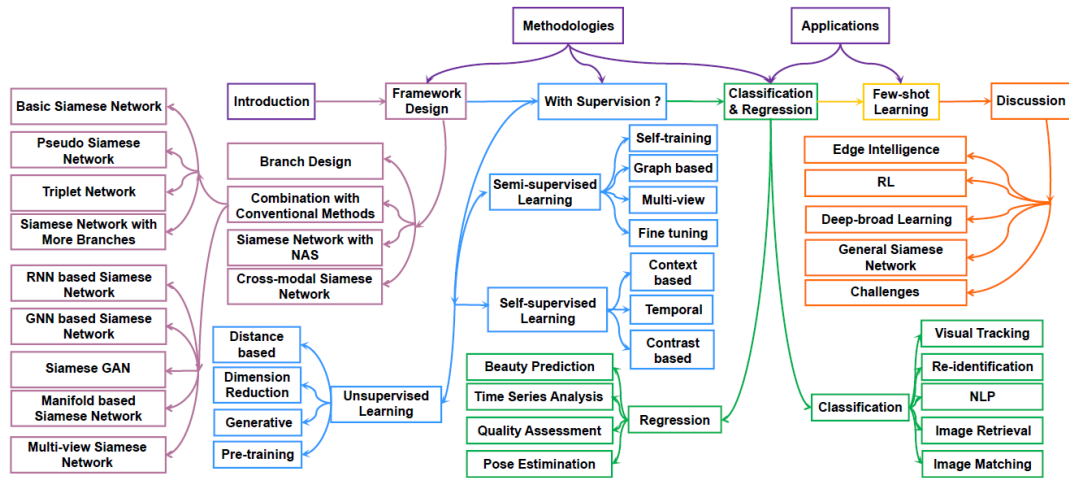 Methodologies
Applications
Introduction
Framework
Design
With Supervision ?
Classification
& Regression
Few-shot
Learning
Discussion
Basic Siamese Network
Pseudo Siamese
Network
Triplet Network
Siamese Network with
More Branches
Branch Design
Combination with
Conventional Methods
Siamese Network with
NAS
Cross-modal Siamese
Network
RNN based Siamese
Network
GNN based Siamese
Network
Siamese GAN
Manifold based
Siamese Network
Multi-view Siamese
Network
Semi-supervised
Learning
Self-training
Graph based
Multi-view
Fine tuning
Self-supervised
Learning
Context
based
Temporal
Contrast
based
Unsupervised
Learning
Distance
based
Dimension
Reduction
Generative
Pre-training
Edge Intelligence
RL
Deep-broad Learning
General Siamese
Network
Challenges
Regression
Beauty Prediction
Time Series Analysis
Quality Assessment
Pose Estimination
Classification
Visual Tracking
Re-identification
NLP
Image Retrieval
Image Matching